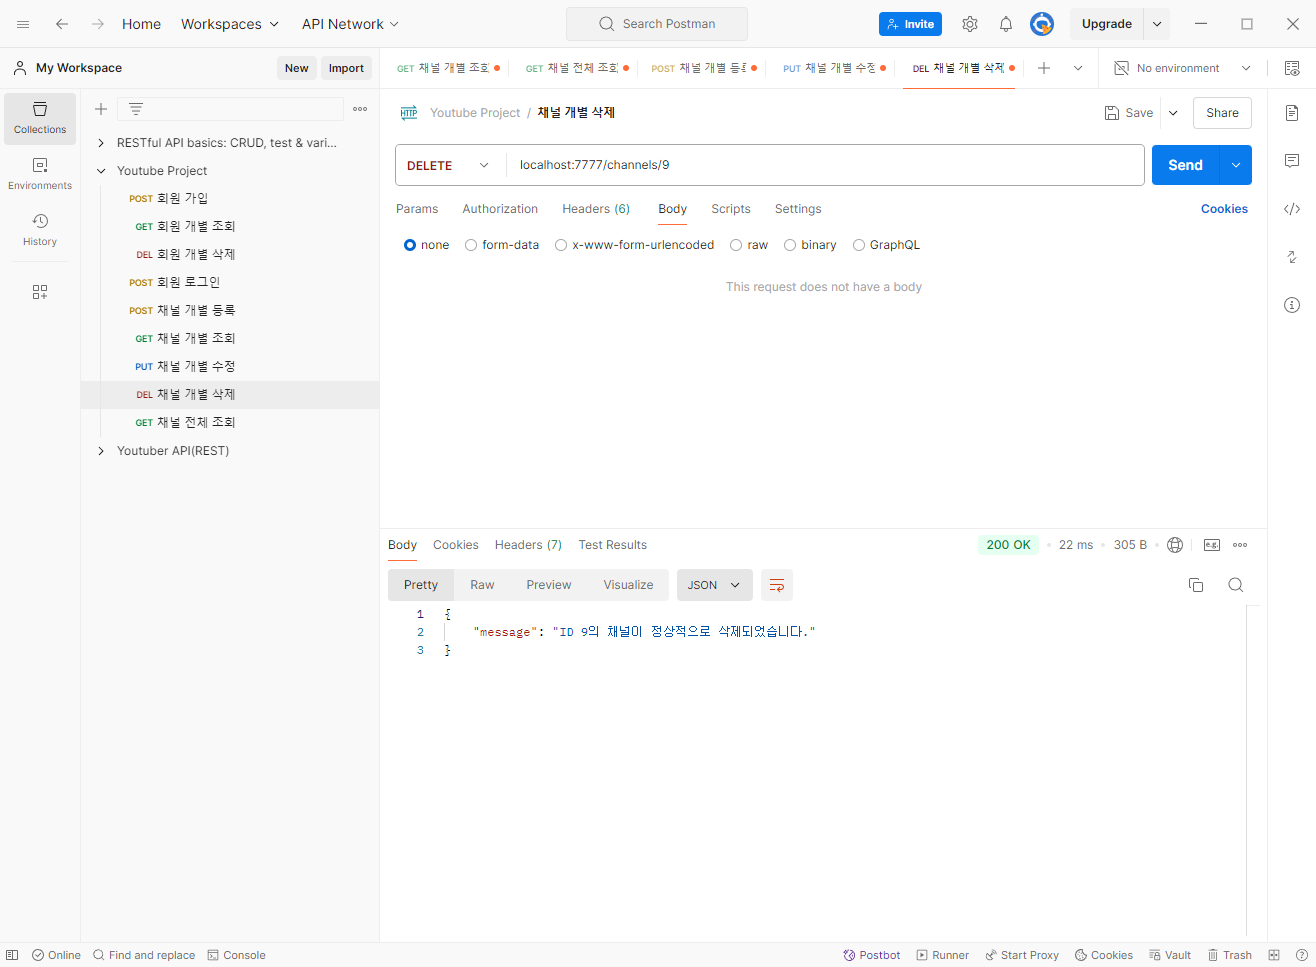 Home Workspaces API Network Search Postman Invite Upgrade
My Workspace New Import GET 채널 개별 조회 GET 채널 전체 조회 POST 채널 개별 등록 PUT 채널 개별 수정 DEL 채널 개별 삭제 No environment
Collections
Environments
History
RESTful API basics: CRUD, test & vari...
Youtube Project
POST 회원 가입
GET 회원 개별 조회
DEL 회원 개별 삭제
POST 회원 로그인
POST 채널 개별 등록
GET 채널 개별 조회
PUT 채널 개별 수정
DEL 채널 개별 삭제
GET 채널 전체 조회
Youtuber API(REST)
HTTP Youtube Project / 채널 개별 삭제 Save Share
DELETE localhost:7777/channels/9 Send
Params Authorization Headers (6) Body Scripts Settings Cookies
none form-data x-www-form-urlencoded raw binary GraphQL
This request does not have a body
Body Cookies Headers (7) Test Results 200 OK 22 ms 305 B e.g.
Pretty Raw Preview Visualize JSON
1 {
2 "message": "ID 9의 채널이 정상적으로 삭제되었습니다."
3 }
Online Find and replace Console Postbot Runner Start Proxy Cookies Vault Trash